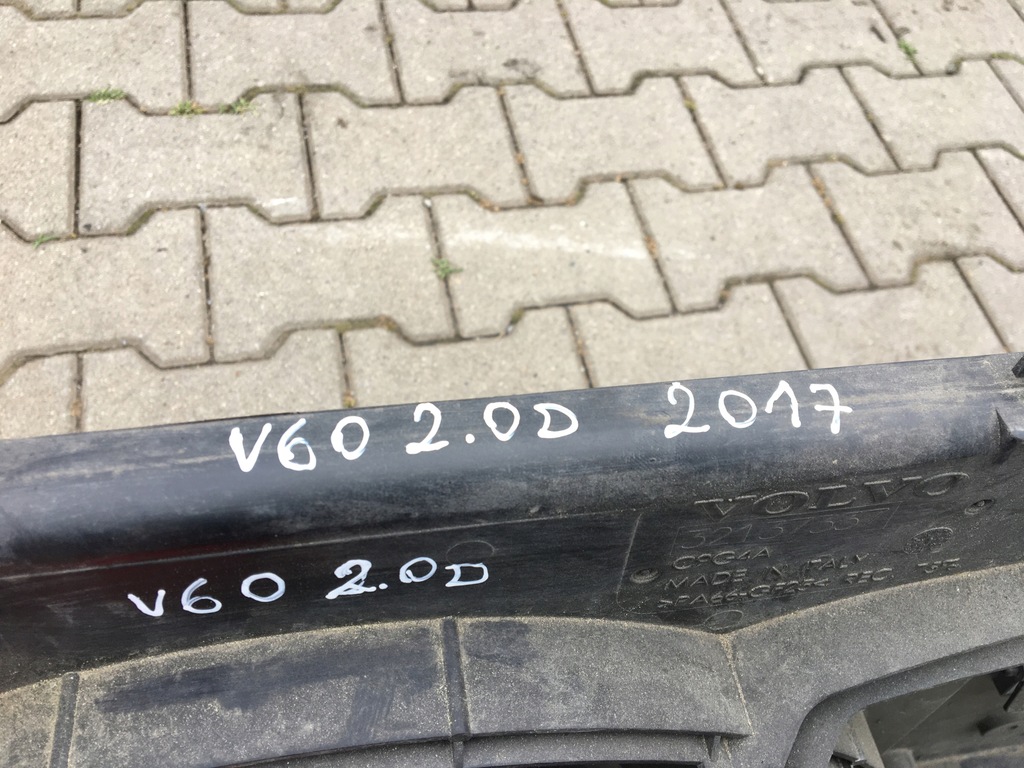 V60 2.0D 2017
VOLVO
V60 2.0D
MADE IN ITALY